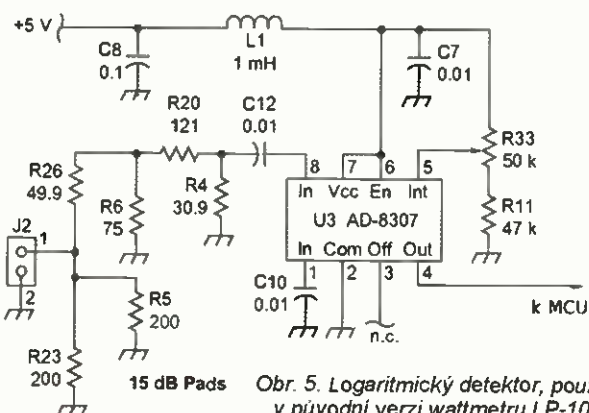 +5 V
L1
1 mH
C8
0.1
C7
0.01
R20
121
C12
0.01
R26
49.9
R6
75
R4
30.9
8 7 6 5
In Vcc En Int
U3 AD-8307
In Com Off Out
1 2 3 4
R33
50 k
R11
47 k
J2
1
2
C10
0.01
n.c.
k MCU
R5
200
R23
200
15 dB Pads
Obr. 5. Logaritmický detektor,
v původní verzi wattmetru